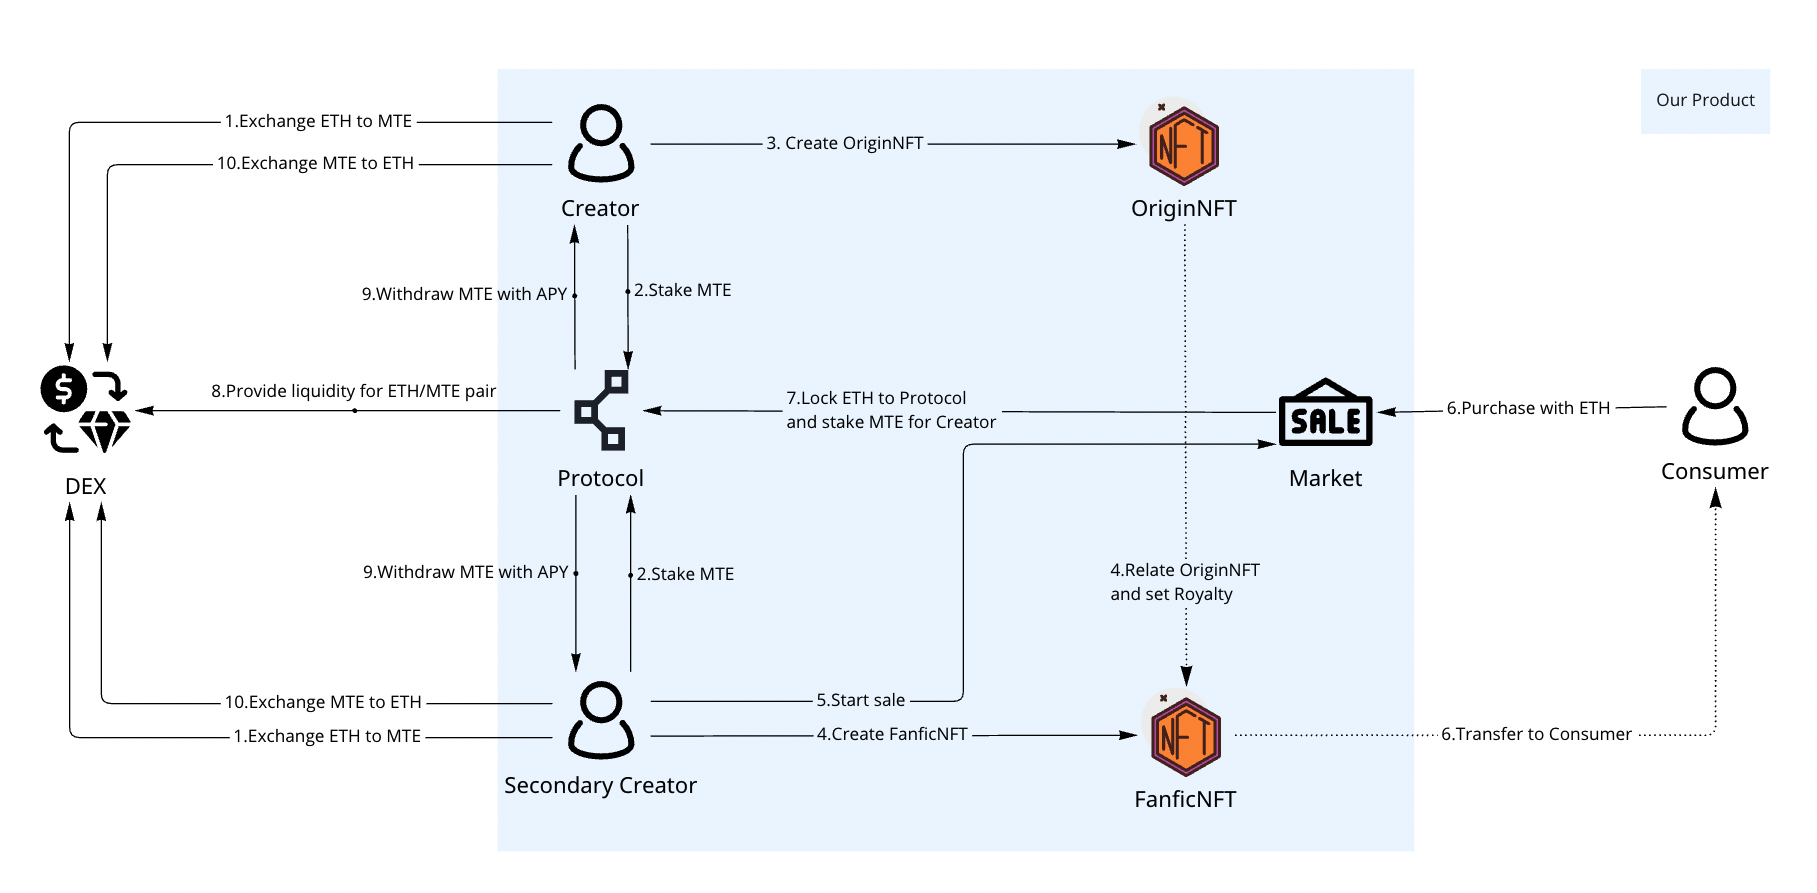 Our Product
1.Exchange ETH to MTE
10.Exchange MTE to ETH
3. Create OriginNFT
NFT
Creator
OriginNFT
9.Withdraw MTE with APY
2.Stake MTE
8.Provide liquidity for ETH/MTE pair
7.Lock ETH to Protocol
and stake MTE for Creator
SALE
6.Purchase with ETH
$
DEX
Protocol
Market
Consumer
9.Withdraw MTE with APY
2.Stake MTE
4.Relate OriginNFT
and set Royalty
10.Exchange MTE to ETH
5.Start sale
1.Exchange ETH to MTE
4.Create FanficNFT
NFT
6.Transfer to Consumer
Secondary Creator
FanficNFT